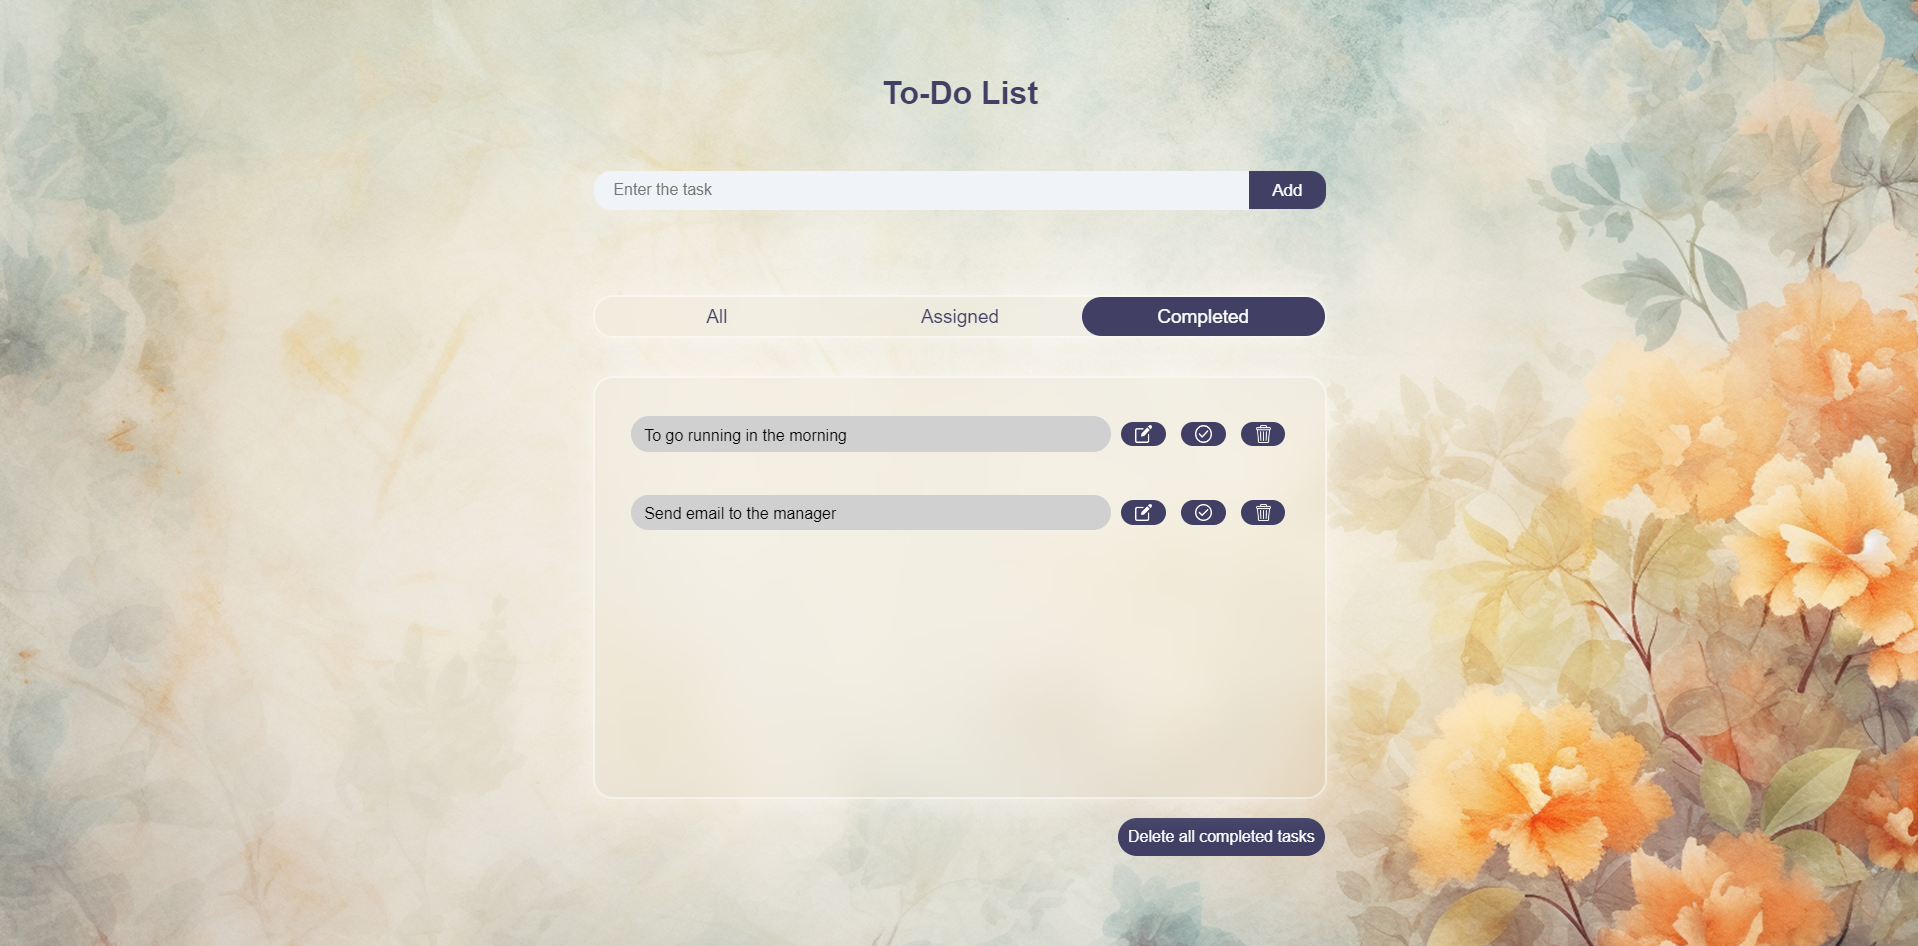 To-Do List
Enter the task
Add
All
Assigned
Completed
To go running in the morning
Send email to the manager
Delete all completed tasks